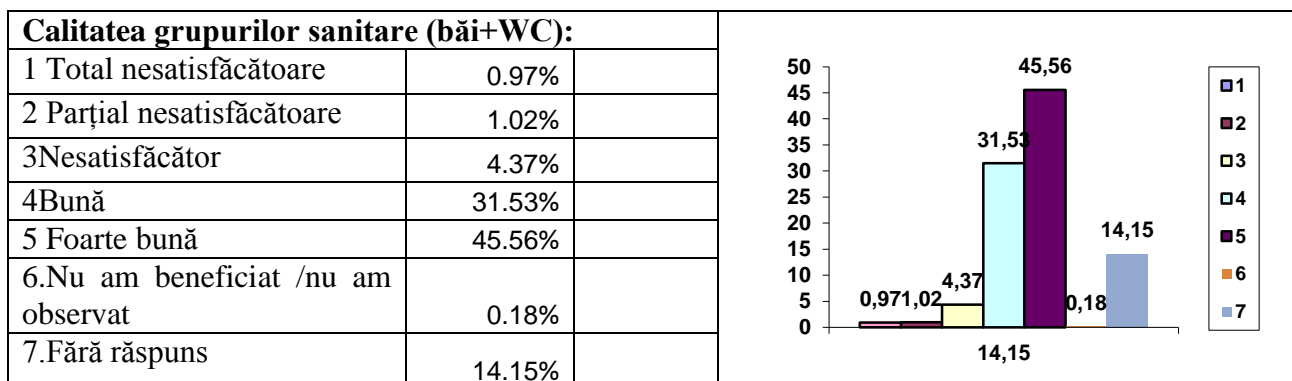 Calitatea grupurilor sanitare (băi+WC):
1 Total nesatisfăcătoare 0.97%
2 Parțial nesatisfăcătoare 1.02%
3Nesatisfăcător 4.37%
4Bună 31.53%
5 Foarte bună 45.56%
6.Nu am beneficiat /nu am
observat 0.18%
7.Fără răspuns 14.15%
50
45
40
35
30
25
20
15
10
5
0
0,97
1,02
4,37
31,53
45,56
0,18
14,15
14,15
1
2
3
4
5
6
7